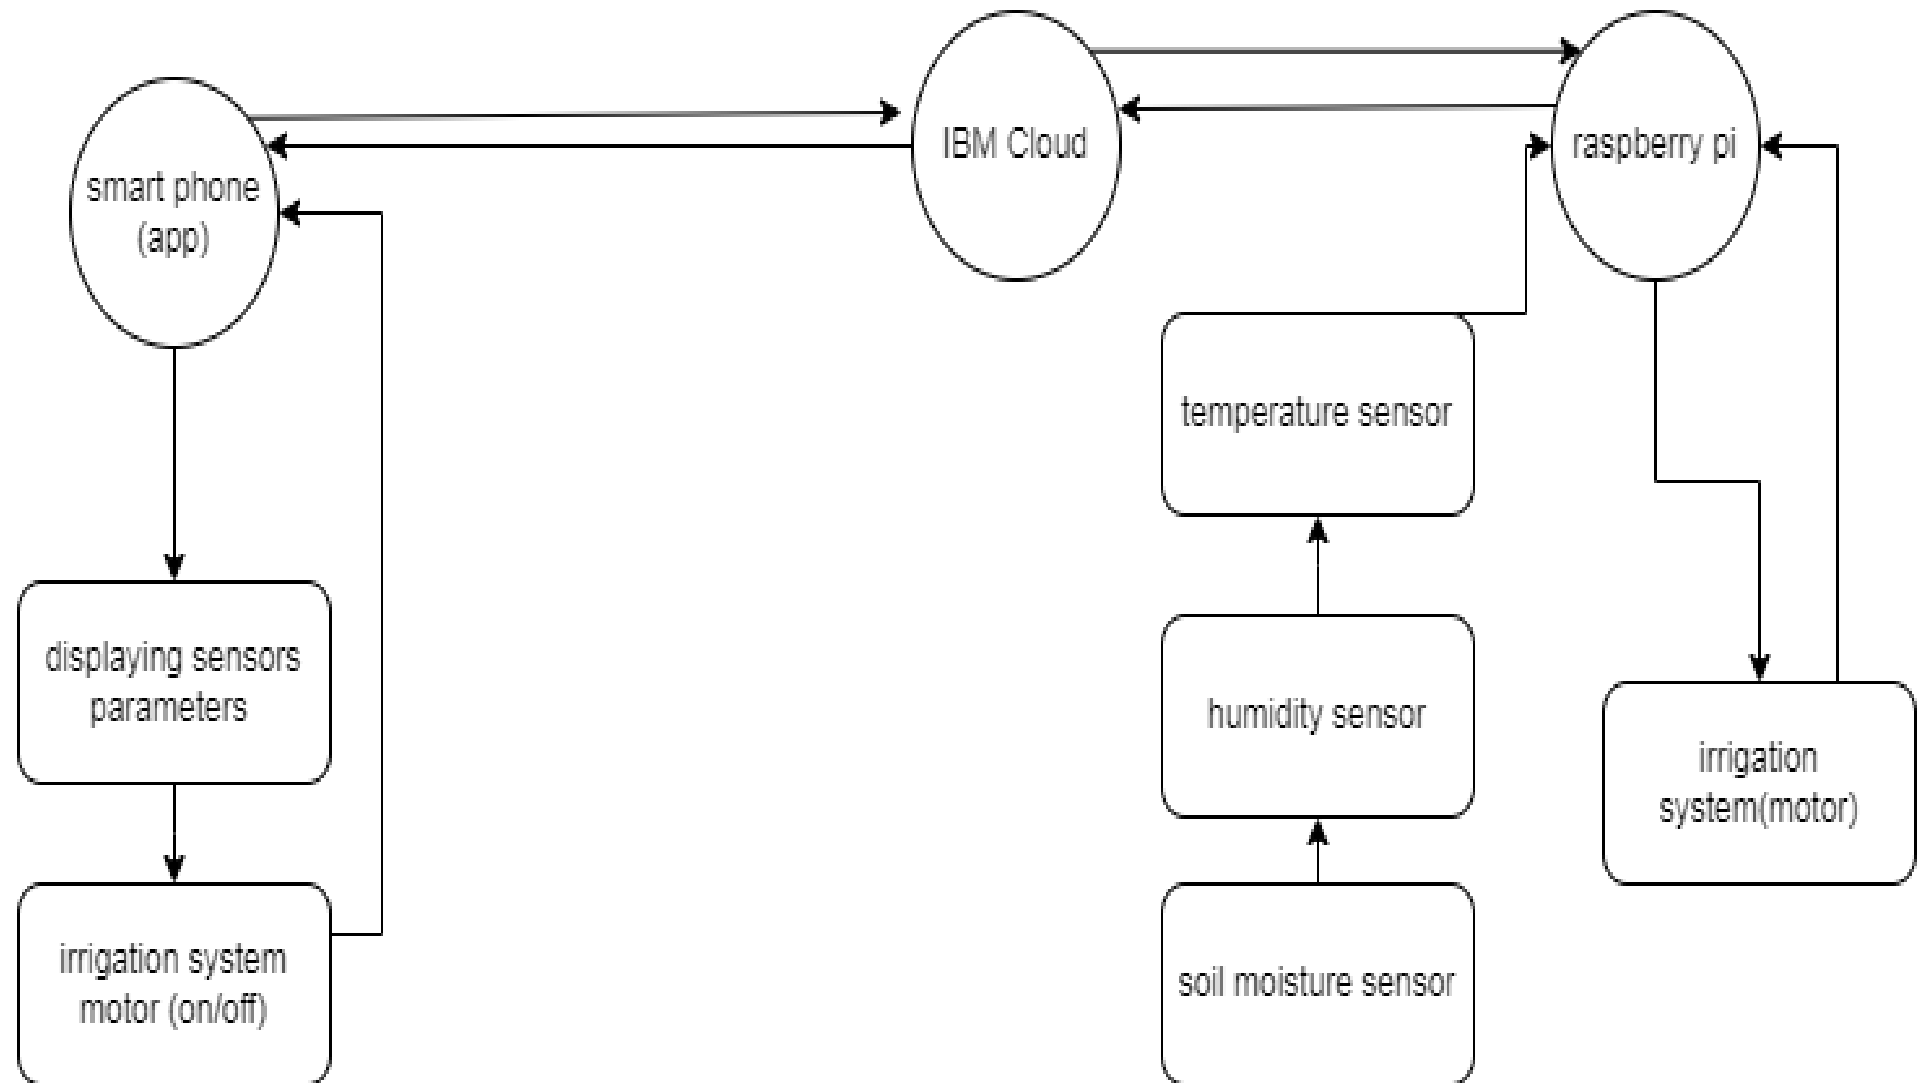 IBM Cloud
raspberry pi
smart phone
(app)
temperature sensor
displaying sensors
parameters
humidity sensor
irrigation
system(motor)
irrigation system
motor (on/off)
soil moisture sensor